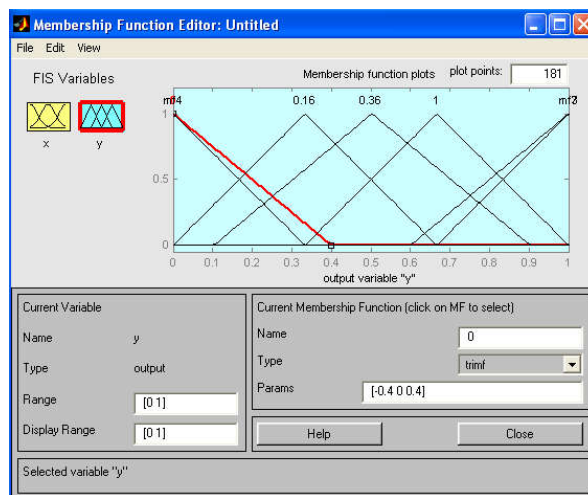 Membership Function Editor: Untitled
File Edit View
FIS Variables
x
y
Membership function plots
plot points:
181
0.16
0.36
1
1
0.5
0
0 0.1 0.2 0.3 0.4 0.5 0.6 0.7 0.8 0.9 1
output variable "y"
Current Variable
Name
y
Type
output
Range
[0 1]
Display Range
[0 1]
Current Membership Function (click on MF to select)
Name
0
Type
trimf
Params
[-0.4 0 0.4]
Help
Close
Selected variable "y"